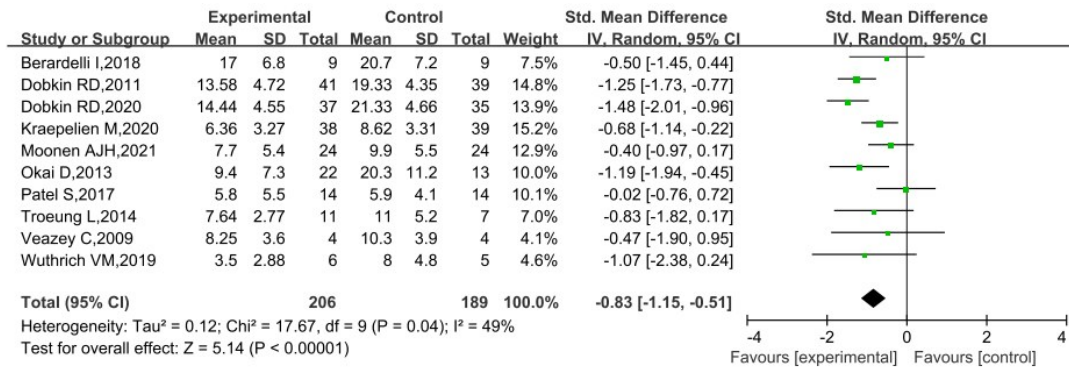 Experimental Control Std. Mean Difference Std. Mean Difference
Study or Subgroup Mean SD Total Mean SD Total Weight IV, Random, 95% CI IV, Random, 95% CI
Berardelli I,2018 17 6.8 9 20.7 7.2 9 7.5% -0.50 [-1.45, 0.44]
Dobkin RD,2011 13.58 4.72 41 19.33 4.35 39 14.8% -1.25 [-1.73, -0.77]
Dobkin RD,2020 14.44 4.55 37 21.33 4.66 35 13.9% -1.48 [-2.01, -0.96]
Kraepelien M,2020 6.36 3.27 38 8.62 3.31 39 15.2% -0.68 [-1.14, -0.22]
Moonen AJH,2021 7.7 5.4 24 9.9 5.5 24 12.9% -0.40 [-0.97, 0.17]
Okai D,2013 9.4 7.3 22 20.3 11.2 13 10.0% -1.19 [-1.94, -0.45]
Patel S,2017 5.8 5.5 14 5.9 4.1 14 10.1% -0.02 [-0.76, 0.72]
Troeung L,2014 7.64 2.77 11 11 5.2 7 7.0% -0.83 [-1.82, 0.17]
Veazey C,2009 8.25 3.6 4 10.3 3.9 4 4.1% -0.47 [-1.90, 0.95]
Wuthrich VM,2019 3.5 2.88 6 8 4.8 5 4.6% -1.07 [-2.38, 0.24]
Total (95% CI) 206 189 100.0% -0.83 [-1.15, -0.51]
Heterogeneity: Tau² = 0.12; Chi² = 17.67, df = 9 (P = 0.04); I² = 49%
Test for overall effect: Z = 5.14 (P < 0.00001)
-4 -2 0 2 4
Favours [experimental] Favours [control]